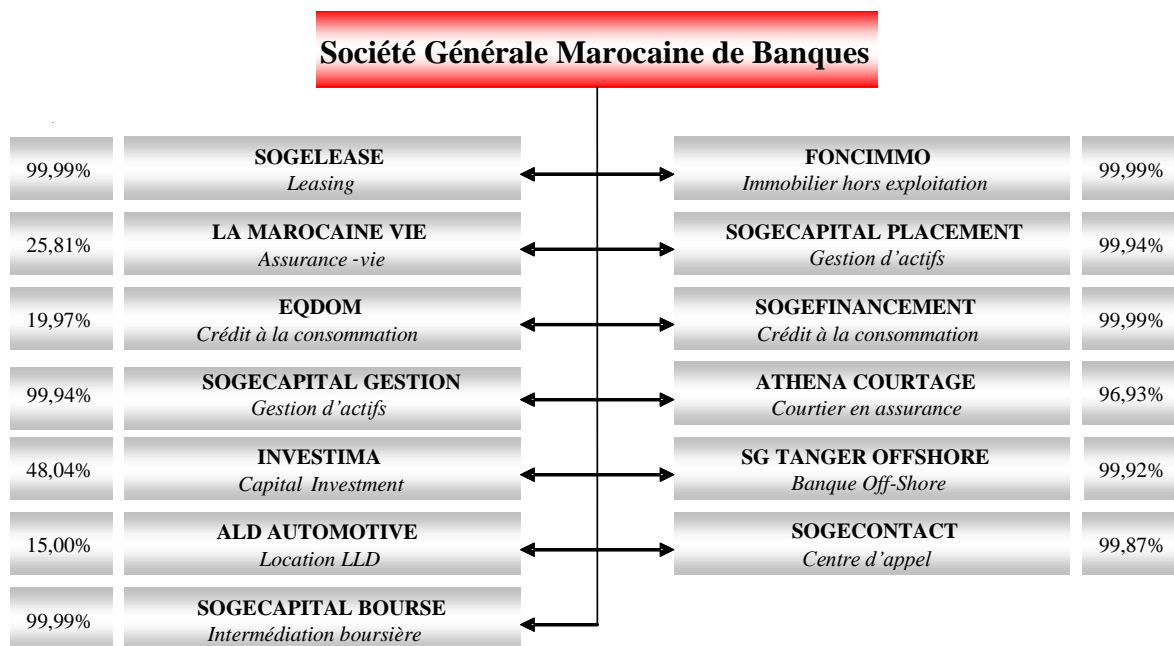 Société Générale Marocaine de Banques
99,99%
SOGELEASE
Leasing
FONCIMMO
Immobilier hors exploitation
99,99%
25,81%
LA MAROCAINE VIE
Assurance -vie
SOGECAPITAL PLACEMENT
Gestion d’actifs
99,94%
19,97%
EQDOM
Crédit à la consommation
SOGEFINANCEMENT
Crédit à la consommation
99,99%
99,94%
SOGECAPITAL GESTION
Gestion d’actifs
ATHENA COURTAGE
Courtier en assurance
96,93%
48,04%
INVESTIMA
Capital Investment
SG TANGER OFFSHORE
Banque Off-Shore
99,92%
15,00%
ALD AUTOMOTIVE
Location LLD
SOGECONTACT
Centre d’appel
99,87%
99,99%
SOGECAPITAL BOURSE
Intermédiation boursière